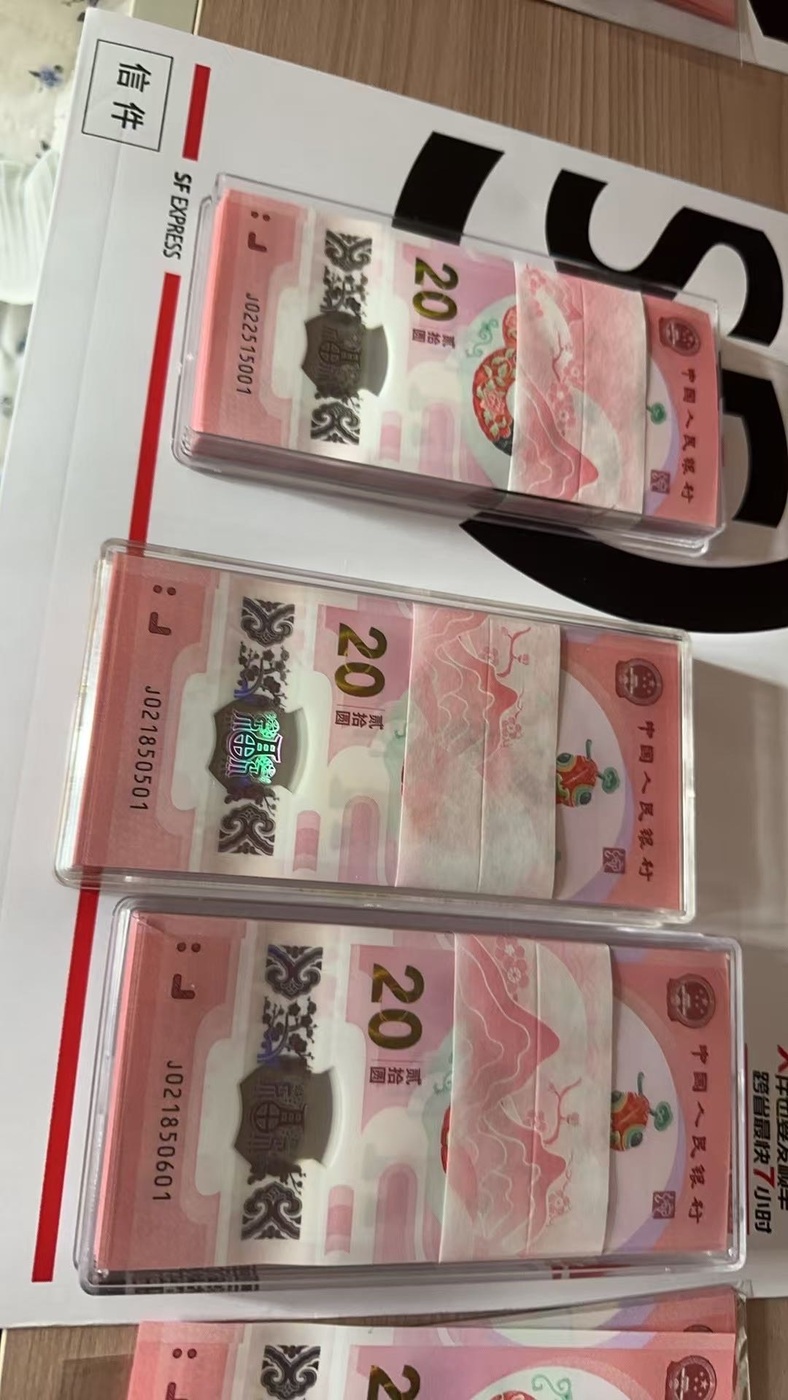 信件
SF EXPRESS
J022515001
20
贰拾圆
中国人民银行
J021850501
20
贰拾圆
中国人民银行
J021850601
20
贰拾圆
中国人民银行
跨省最快7小时
2